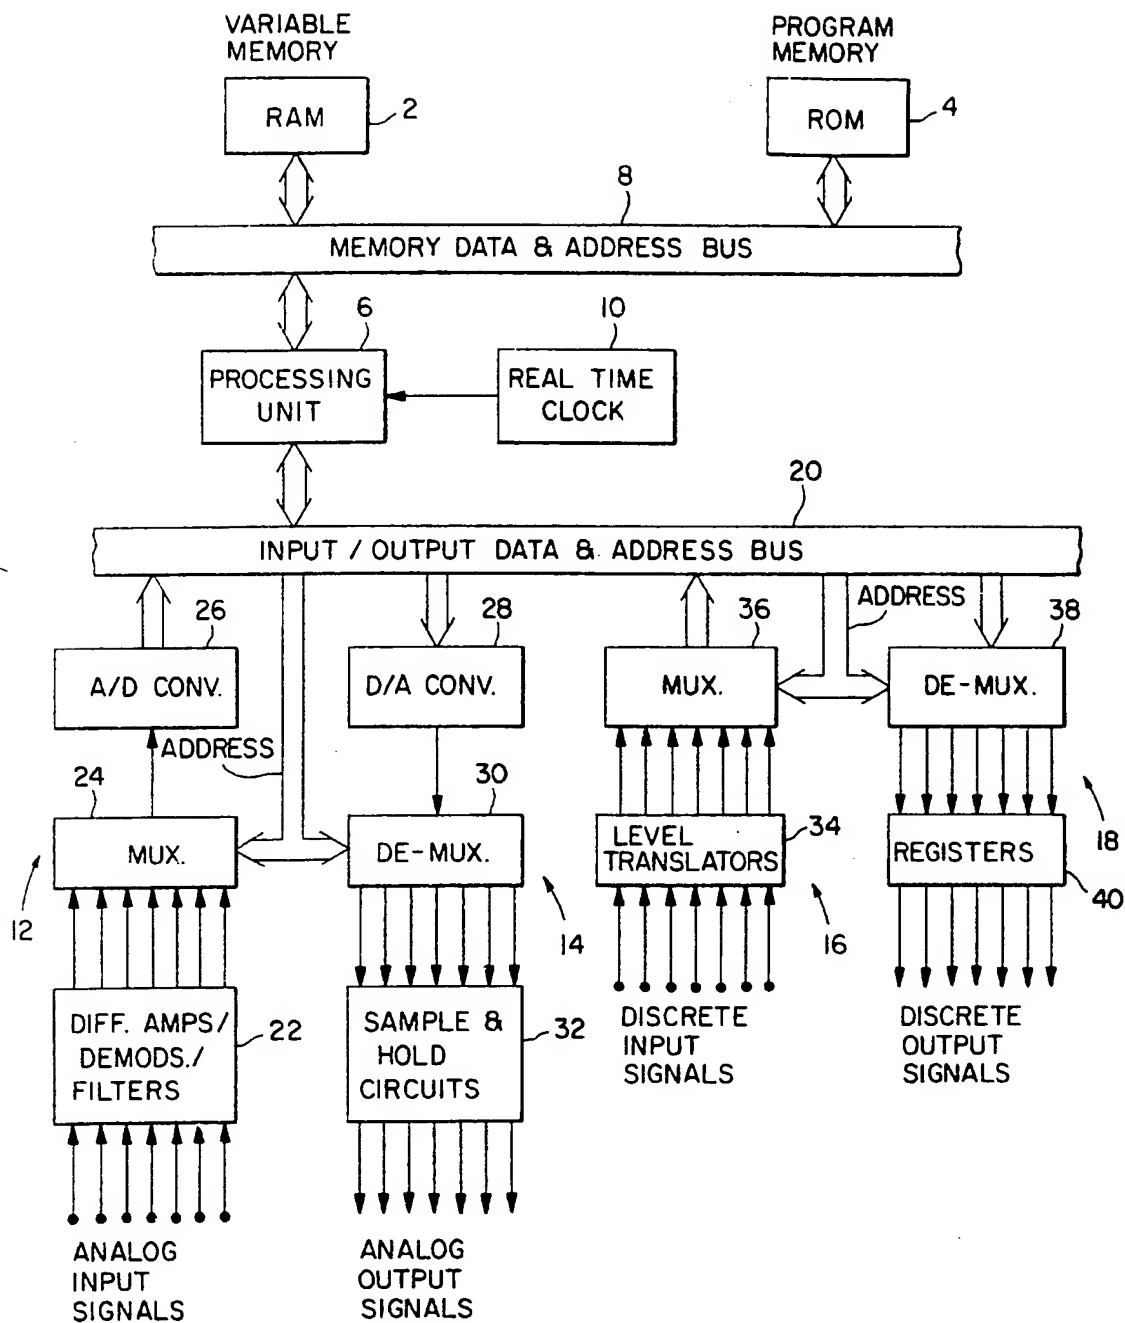 VARIABLE
MEMORY
PROGRAM
MEMORY
RAM
2
ROM
4
8
MEMORY DATA & ADDRESS BUS
6
10
PROCESSING
UNIT
REAL TIME
CLOCK
20
INPUT / OUTPUT DATA & ADDRESS BUS
26
A/D CONV.
28
D/A CONV.
36
MUX.
ADDRESS
38
DE-MUX.
ADDRESS
24
MUX.
12
30
DE-MUX.
14
LEVEL
TRANSLATORS
34
16
REGISTERS
18
40
DIFF. AMPS/
DEMODS./
FILTERS
22
SAMPLE &
HOLD
CIRCUITS
32
DISCRETE
INPUT
SIGNALS
DISCRETE
OUTPUT
SIGNALS
ANALOG
INPUT
SIGNALS
ANALOG
OUTPUT
SIGNALS